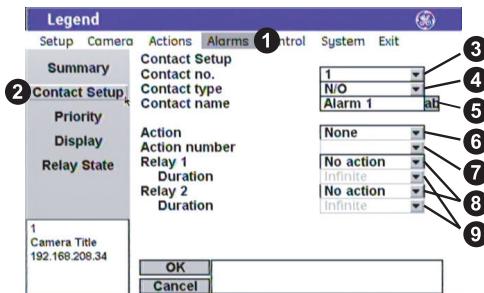 Legend
Setup Camera Actions Alarms 1 ntrol System Exit
Summary
2 Contact Setup
Priority
Display
Relay State
Contact Setup
Contact no. 1 3
Contact type N/O 4
Contact name Alarm 1 ab 5
Action None 6
Action number 7
Relay 1 No action 8
Duration Infinite 9
Relay 2 No action
Duration Infinite
1
Camera Title
192.168.208.34
OK
Cancel